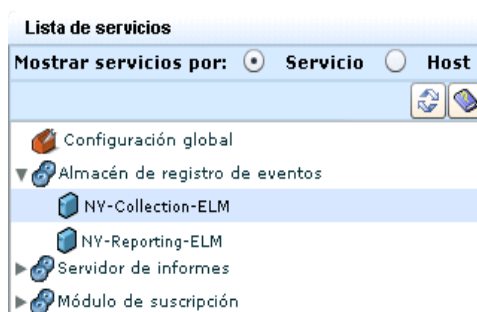 Lista de servicios
Mostrar servicios por: Servicio Host
Configuración global
Almacén de registro de eventos
NY-Collection-ELM
NY-Reporting-ELM
Servidor de informes
Módulo de suscripción